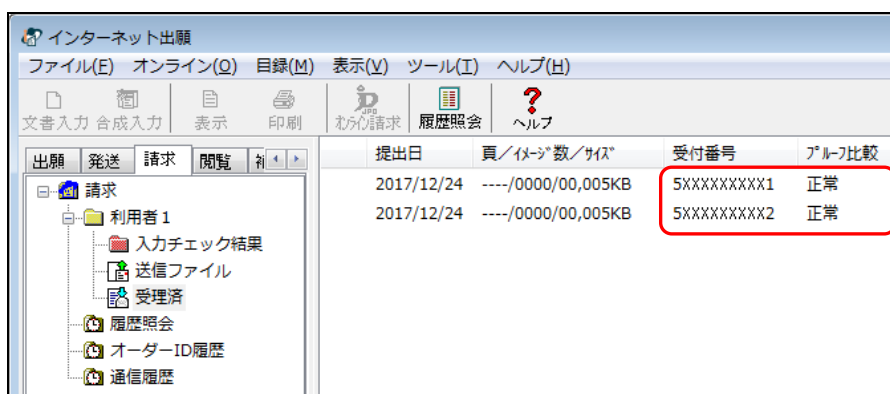 インターネット出願
ファイル(F) オンライン(O) 目録(M) 表示(V) ツール(T) ヘルプ(H)
文書入力 合成入力 表示 印刷 ｵﾝﾗｲﾝ請求 履歴照会 ヘルプ
出願 発送 請求 閲覧
提出日 頁／ｲﾒｰｼﾞ数／ｻｲｽﾞ 受付番号 ﾌﾟﾙｰﾌ比較
2017/12/24 ----/0000/00,005KB 5XXXXXXXXX1 正常
2017/12/24 ----/0000/00,005KB 5XXXXXXXXX2 正常
請求
利用者１
入力チェック結果
送信ファイル
受理済
履歴照会
オーダーID履歴
通信履歴